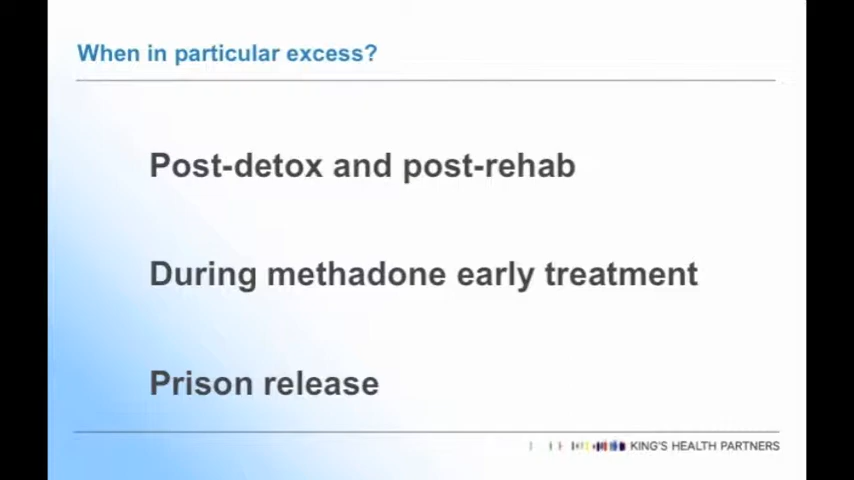 When in particular excess?
Post-detox and post-rehab
During methadone early treatment
Prison release
KING'S HEALTH PARTNERS